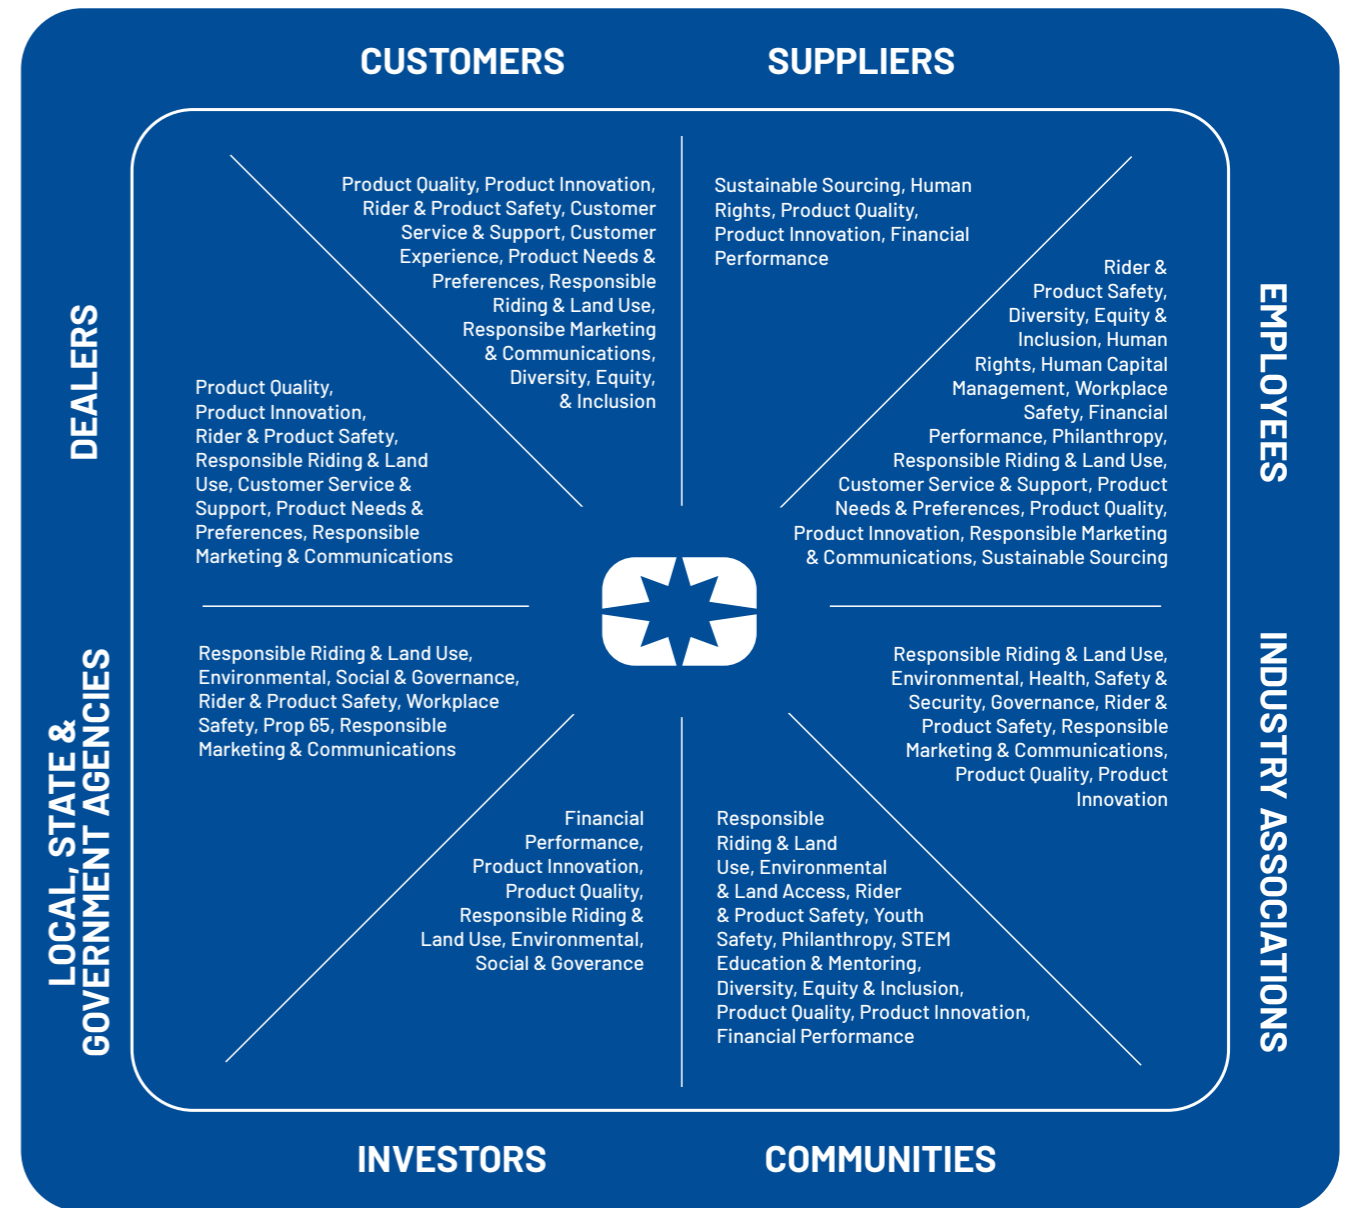 CUSTOMERS
SUPPLIERS
Product Quality, Product Innovation,
Rider & Product Safety, Customer
Service & Support, Customer
Experience, Product Needs &
Preferences, Responsible
Riding & Land Use,
Responsibe Marketing
& Communications,
Diversity, Equity,
& Inclusion
Sustainable Sourcing, Human
Rights, Product Quality,
Product Innovation, Financial
Performance
DEALERS
Product Quality,
Product Innovation,
Rider & Product Safety,
Responsible Riding & Land
Use, Customer Service &
Support, Product Needs &
Preferences, Responsible
Marketing & Communications
Rider &
Product Safety,
Diversity, Equity &
Inclusion, Human
Rights, Human Capital
Management, Workplace
Safety, Financial
Performance, Philanthropy,
Responsible Riding & Land Use,
Customer Service & Support, Product
Needs & Preferences, Product Quality,
Product Innovation, Responsible Marketing
& Communications, Sustainable Sourcing
EMPLOYEES
LOCAL, STATE &
GOVERNMENT AGENCIES
Responsible Riding & Land Use,
Environmental, Social & Governance,
Rider & Product Safety, Workplace
Safety, Prop 65, Responsible
Marketing & Communications
Responsible Riding & Land Use,
Environmental, Health, Safety &
Security, Governance, Rider &
Product Safety, Responsible
Marketing & Communications,
Product Quality, Product
Innovation
INDUSTRY ASSOCIATIONS
Financial
Performance,
Product Innovation,
Product Quality,
Responsible Riding &
Land Use, Environmental,
Social & Goverance
Responsible
Riding & Land
Use, Environmental
& Land Access, Rider
& Product Safety, Youth
Safety, Philanthropy, STEM
Education & Mentoring,
Diversity, Equity & Inclusion,
Product Quality, Product Innovation,
Financial Performance
INVESTORS
COMMUNITIES